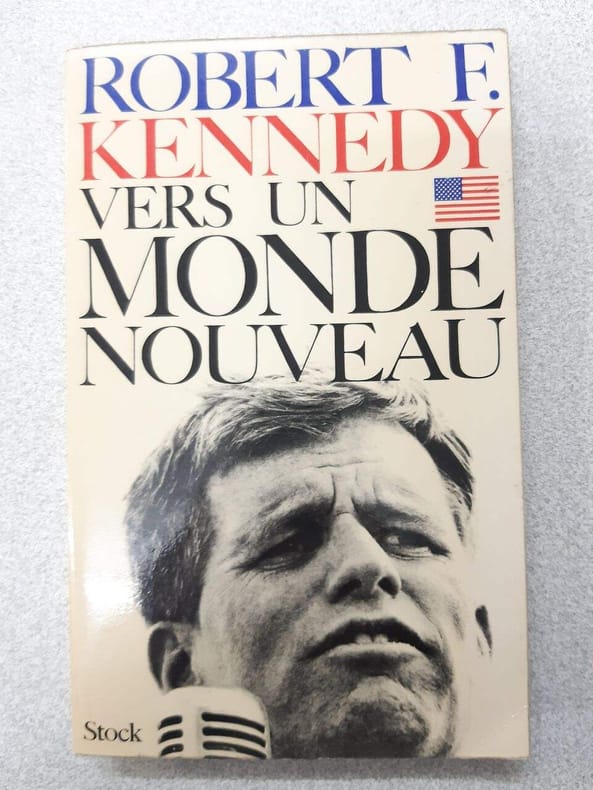 ROBERT F.
KENNEDY
VERS UN
MONDE
NOUVEAU
Stock